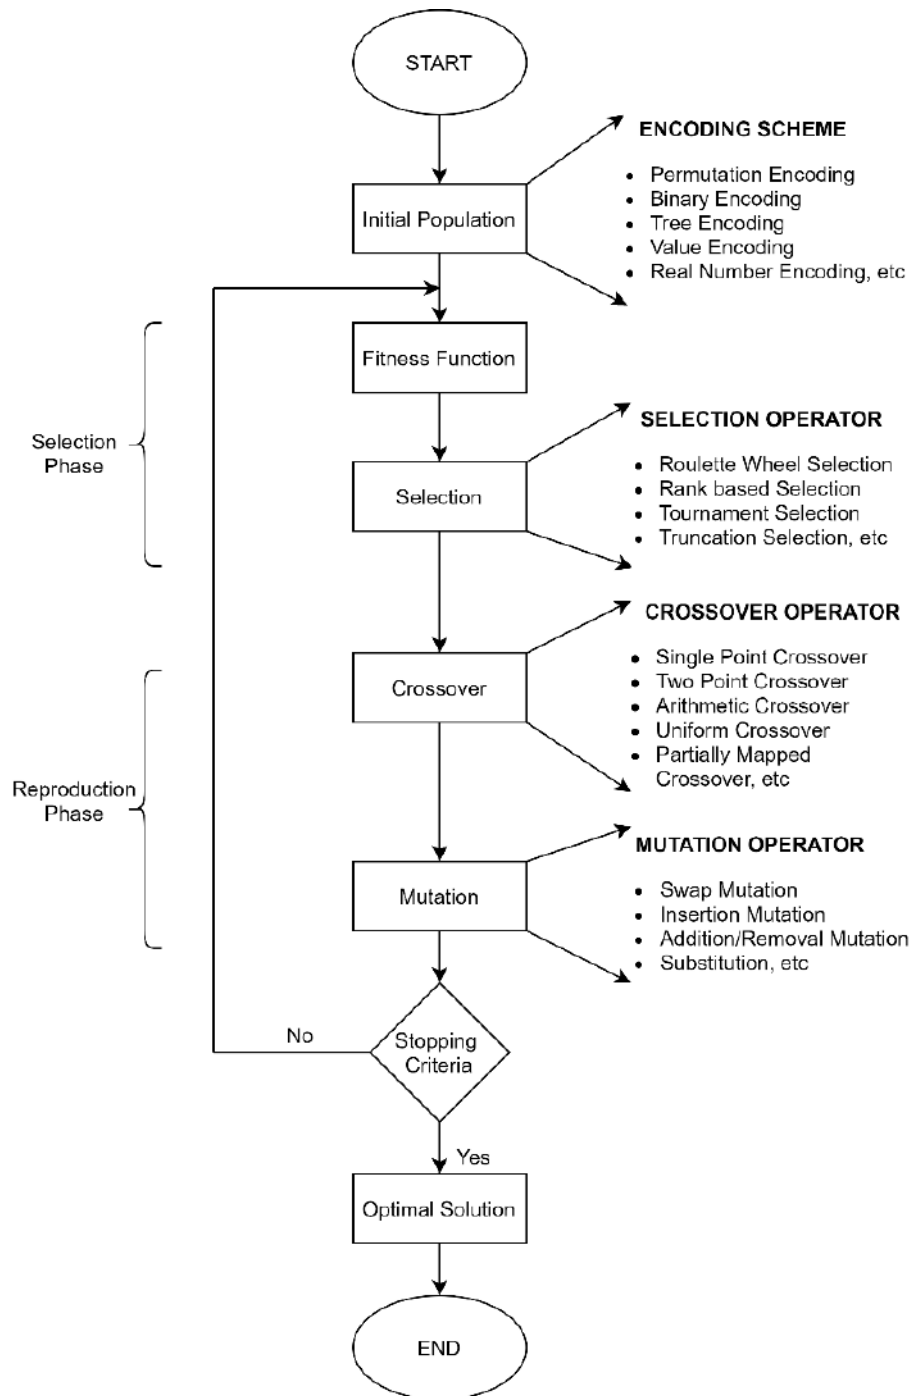 START
ENCODING SCHEME
• Permutation Encoding
• Binary Encoding
• Tree Encoding
• Value Encoding
• Real Number Encoding, etc
Initial Population
Fitness Function
Selection
Phase
SELECTION OPERATOR
• Roulette Wheel Selection
• Rank based Selection
• Tournament Selection
• Truncation Selection, etc
Selection
CROSSOVER OPERATOR
• Single Point Crossover
• Two Point Crossover
• Arithmetic Crossover
• Uniform Crossover
• Partially Mapped
Crossover, etc
Crossover
Reproduction
Phase
MUTATION OPERATOR
• Swap Mutation
• Insertion Mutation
• Addition/Removal Mutation
• Substitution, etc
Mutation
No
Stopping
Criteria
Yes
Optimal Solution
END